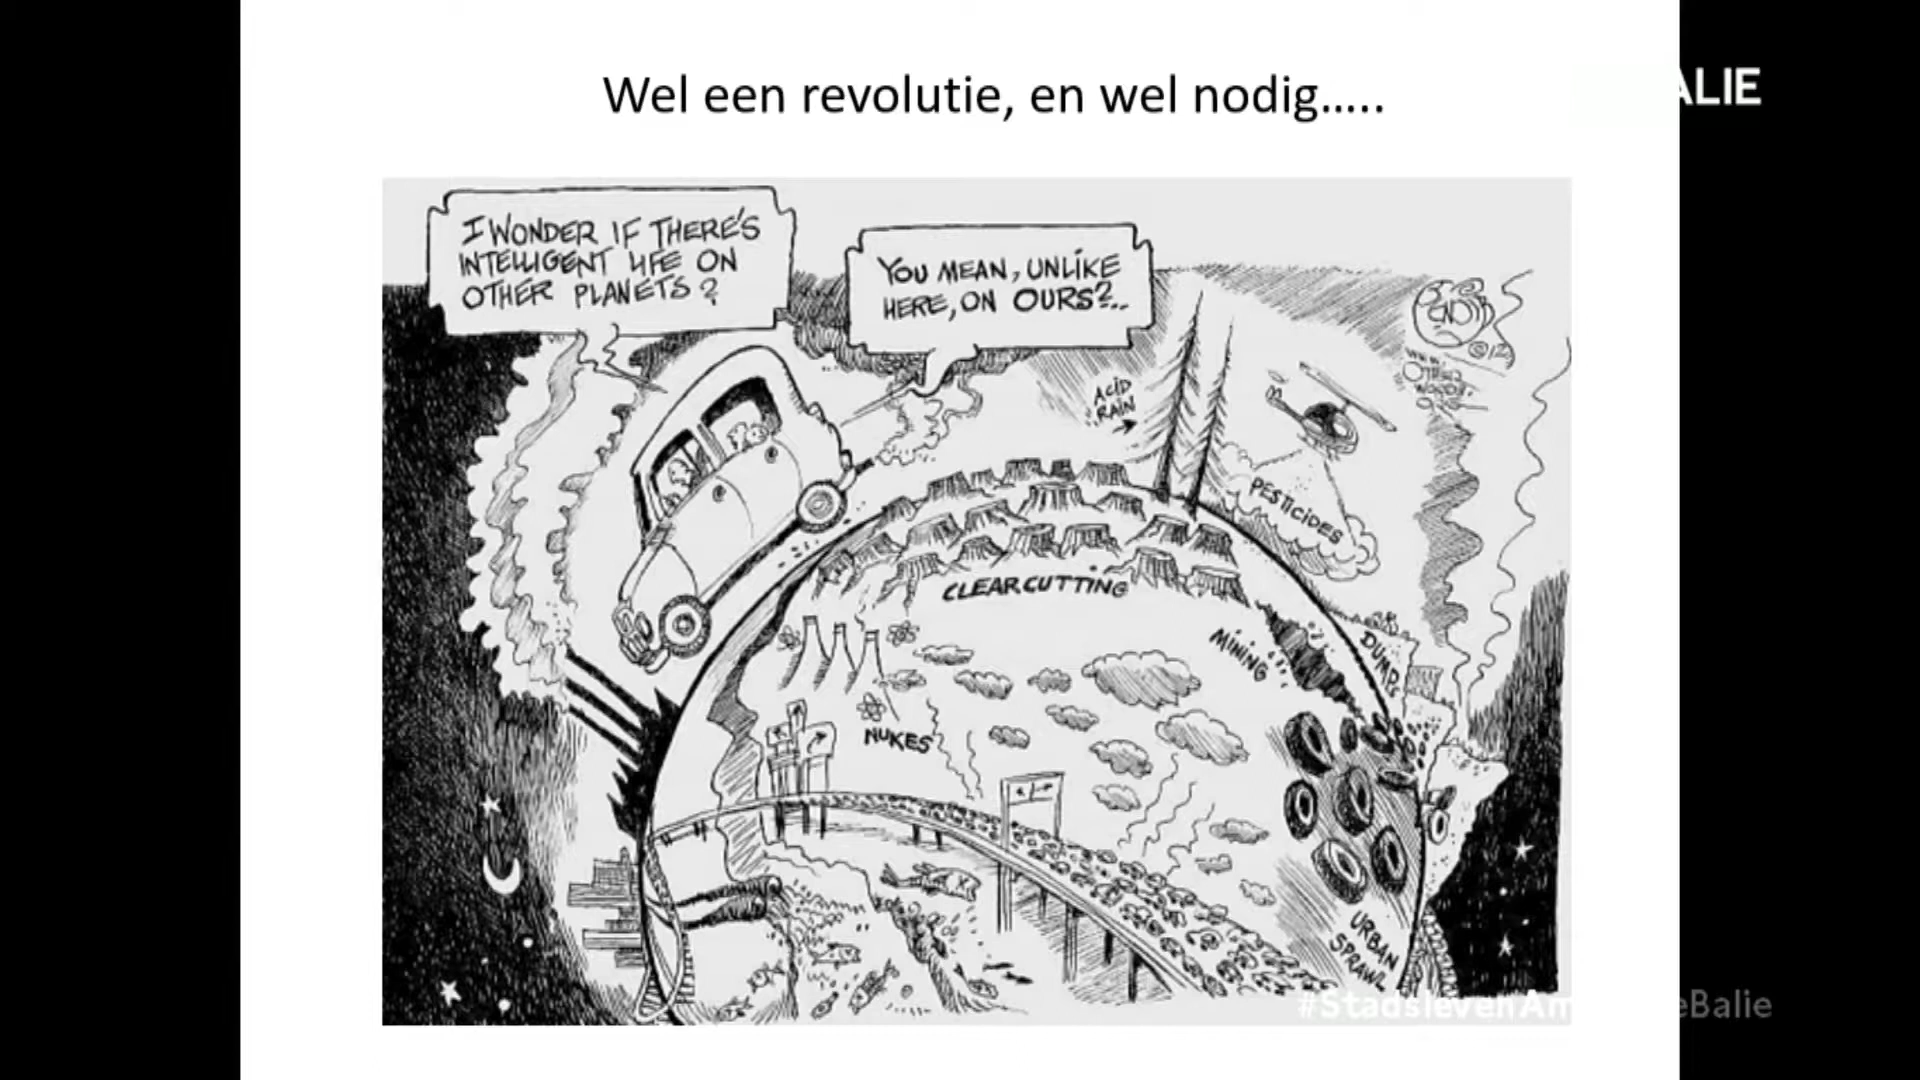 Wel een revolutie, en wel nodig.....
ALIE
I WONDER IF THERE'S
INTELLIGENT LIFE ON
OTHER PLANETS?
YOU MEAN, UNLIKE
HERE, ON OURS?..
ACID
RAIN
PESTICIDES
CLEARCUTTING
MINING
DUMPS
NUKES
URBAN
SPRAWL
#StadslevenAm
eBalie